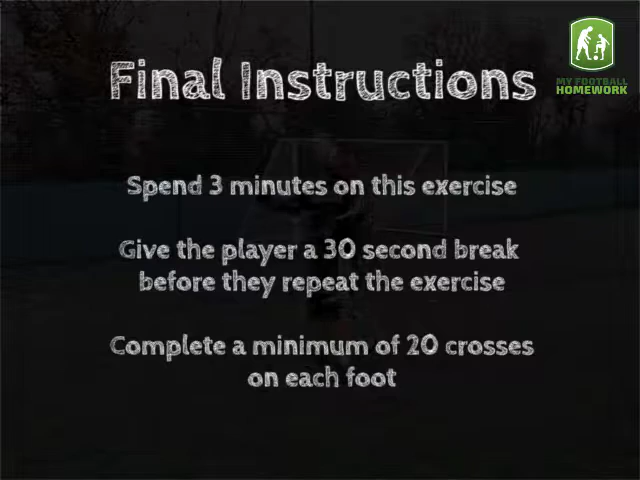 Final Instructions
MY FOOTBALL
HOMEWORK
Spend 3 minutes on this exercise
Give the player a 30 second break
before they repeat the exercise
Complete a minimum of 20 crosses
on each foot